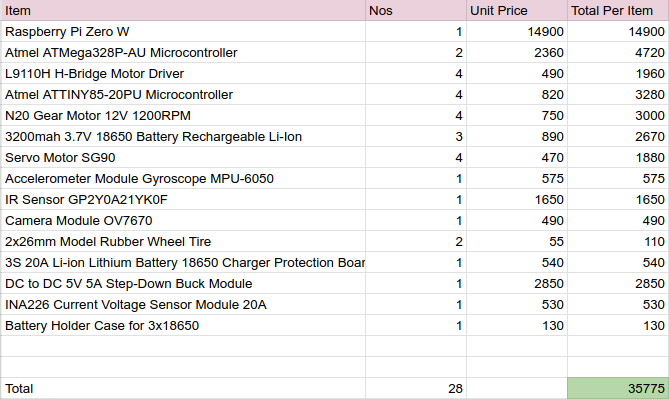 Item Nos Unit Price Total Per Item
Raspberry Pi Zero W 1 14900 14900
Atmel ATMega328P-AU Microcontroller 2 2360 4720
L9110H H-Bridge Motor Driver 4 490 1960
Atmel ATTINY85-20PU Microcontroller 4 820 3280
N20 Gear Motor 12V 1200RPM 4 750 3000
3200mah 3.7V 18650 Battery Rechargeable Li-Ion 3 890 2670
Servo Motor SG90 4 470 1880
Accelerometer Module Gyroscope MPU-6050 1 575 575
IR Sensor GP2Y0A21YK0F 1 1650 1650
Camera Module OV7670 1 490 490
2x26mm Model Rubber Wheel Tire 2 55 110
3S 20A Li-ion Lithium Battery 18650 Charger Protection Boar 1 540 540
DC to DC 5V 5A Step-Down Buck Module 1 2850 2850
INA226 Current Voltage Sensor Module 20A 1 530 530
Battery Holder Case for 3x18650 1 130 130
Total 28 35775